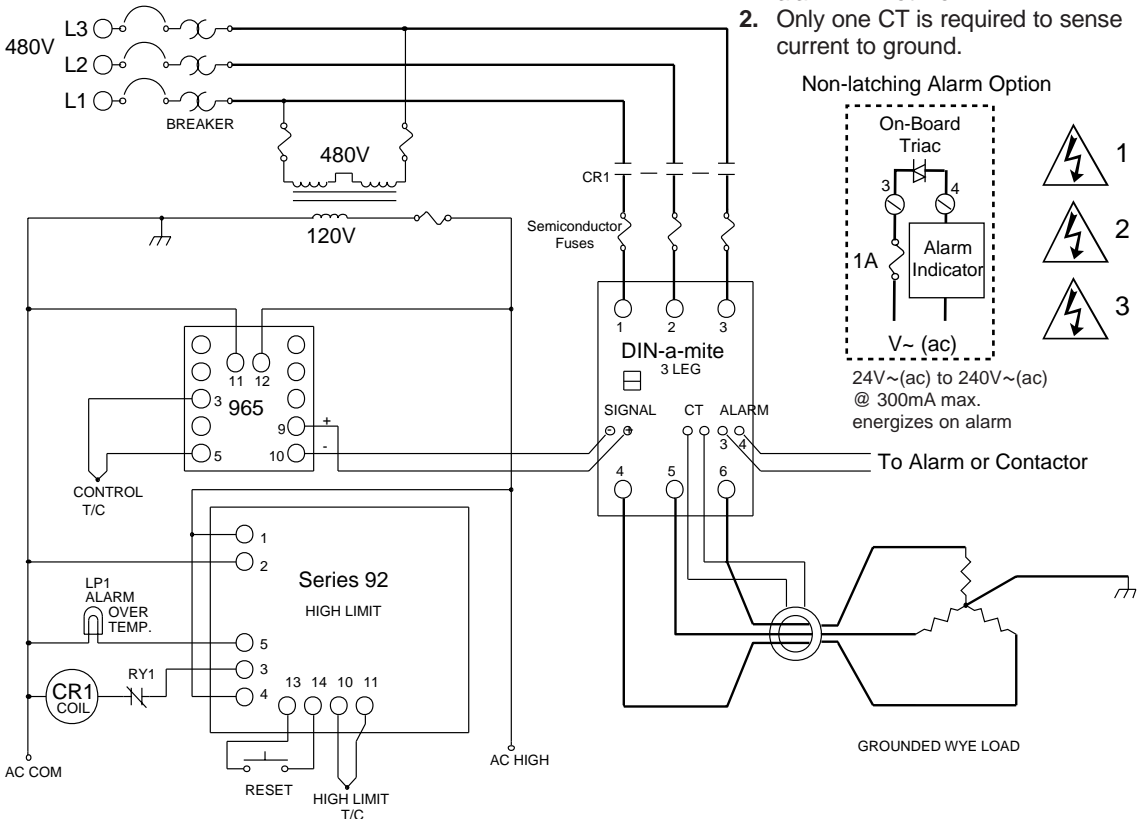 2. Only one CT is required to sense
current to ground.
480V
L3
L2
L1
BREAKER
480V
120V
CR1
Semiconductor
Fuses
Non-latching Alarm Option
On-Board
Triac
3
4
1A
Alarm
Indicator
V~ (ac)
24V~(ac) to 240V~(ac)
@ 300mA max.
energizes on alarm
1
2
3
11
12
3
965
9
+
5
10
-
CONTROL
T/C
1
2
3
DIN-a-mite
3 LEG
SIGNAL
CT
ALARM
-
+
3
4
4
5
6
To Alarm or Contactor
1
2
Series 92
HIGH LIMIT
LP1
ALARM
OVER
TEMP.
5
3
4
RY1
CR1
COIL
13
14
10
11
RESET
HIGH LIMIT
T/C
AC COM
AC HIGH
GROUNDED WYE LOAD